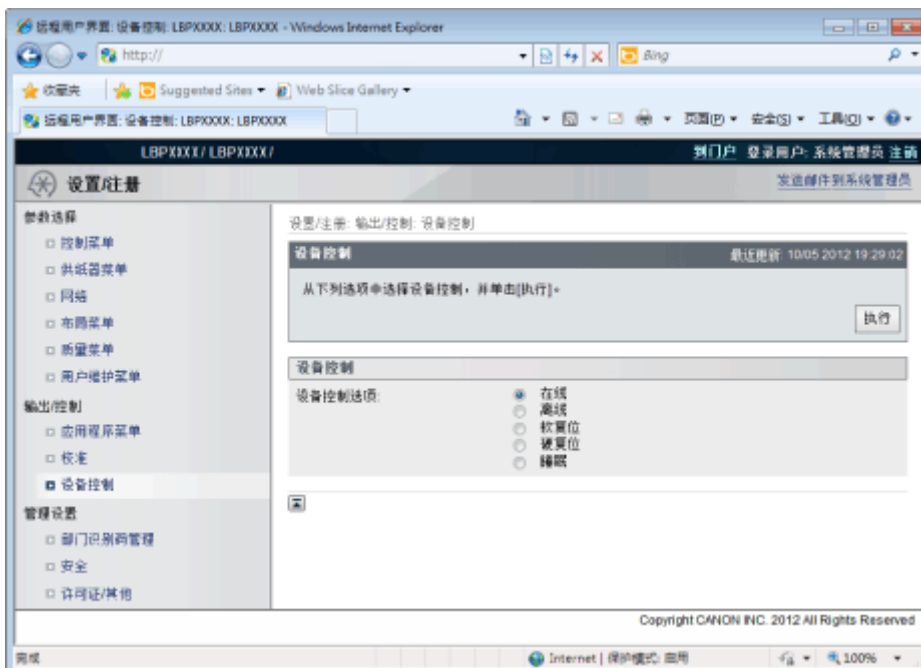 远程用户界面: 设备控制: LBPXXXX: LBPXXXX - Windows Internet Explorer
http://
Bing
收藏夹 Suggested Sites Web Slice Gallery
远程用户界面: 设备控制: LBPXXXX: LBPXXXX
页面(P) 安全(S) 工具(O)
LBPXXXX / LBPXXXX /
到门户 登录用户: 系统管理员 注销
设置/注册
发送邮件到系统管理员
参数选择
控制菜单
供纸器菜单
网络
布局菜单
质量菜单
用户维护菜单
输出/控制
应用程序菜单
校准
设备控制
管理设置
部门识别码管理
安全
许可证/其他
设置/注册: 输出/控制: 设备控制
设备控制
最近更新: 10/05 2012 19:29:02
从下列选项中选择设备控制，并单击[执行]。
执行
设备控制
设备控制选项:
在线
离线
软复位
硬复位
睡眠
Copyright CANON INC. 2012 All Rights Reserved
完成
Internet | 保护模式: 启用
100%